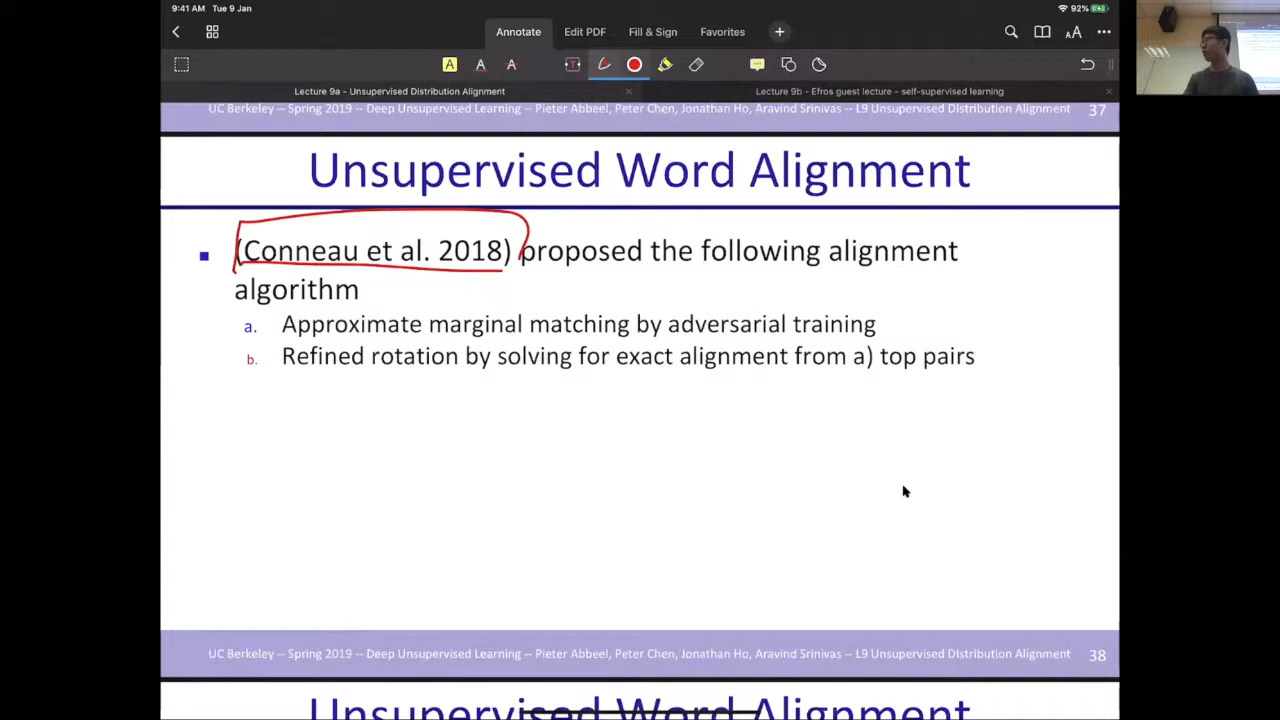 9:41 AM Tue 9 Jan
92%
Annotate Edit PDF Fill & Sign Favorites
A A A T AA
Lecture 9a - Unsupervised Distribution Alignment
Lecture 9b - Efros guest lecture - self-supervised learning
UC Berkeley -- Spring 2019 -- Deep Unsupervised Learning -- Pieter Abbeel, Peter Chen, Jonathan Ho, Aravind Srinivas -- L9 Unsupervised DIstribution Alignment 37
Unsupervised Word Alignment
(Conneau et al. 2018) proposed the following alignment
algorithm
a. Approximate marginal matching by adversarial training
b. Refined rotation by solving for exact alignment from a) top pairs
UC Berkeley -- Spring 2019 -- Deep Unsupervised Learning -- Pieter Abbeel, Peter Chen, Jonathan Ho, Aravind Srinivas -- L9 Unsupervised DIstribution Alignment 38
Unsupervised Word Alignment